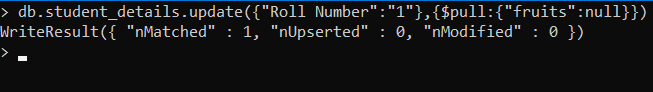 > db.student_details.update({"Roll Number":"1"},{$pull:{"fruits":null}})
WriteResult({ "nMatched" : 1, "nUpserted" : 0, "nModified" : 0 })
>